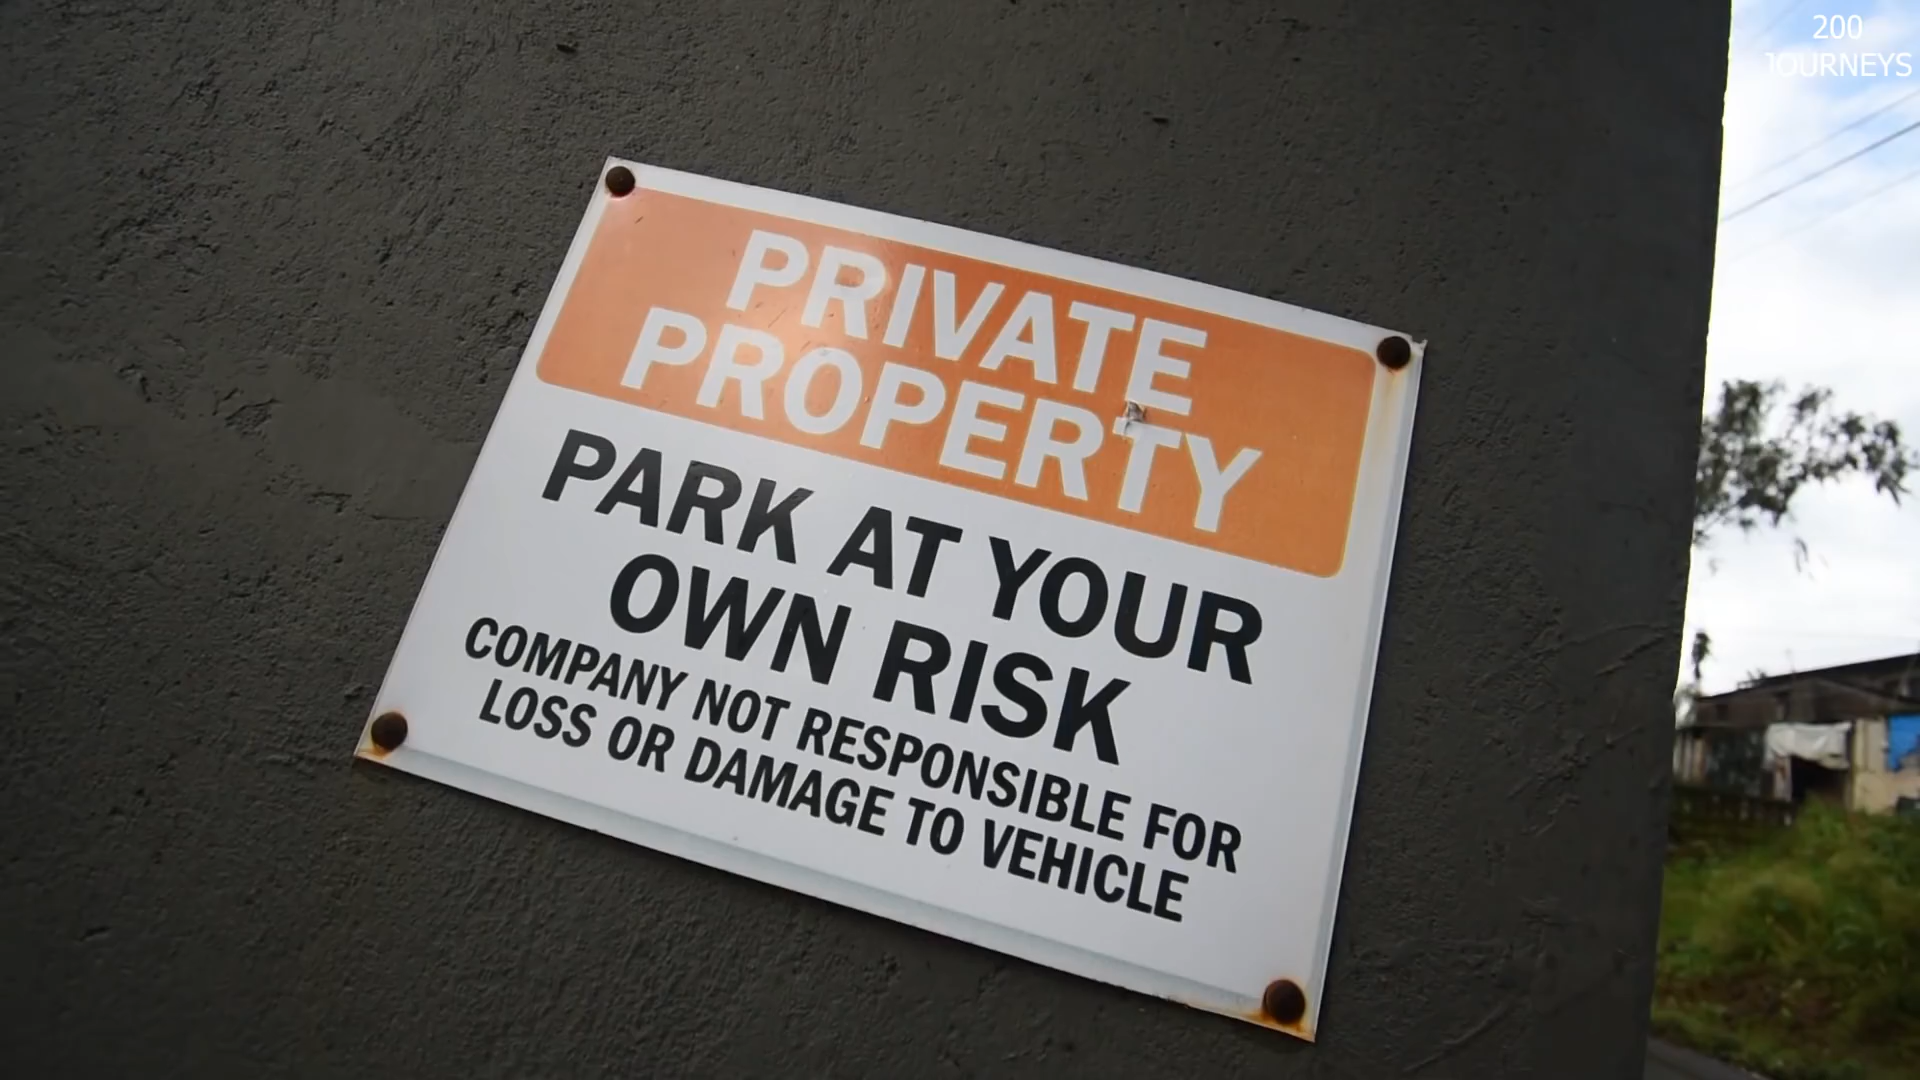 200
JOURNEYS
PRIVATE
PROPERTY
PARK AT YOUR
OWN RISK
COMPANY NOT RESPONSIBLE FOR
LOSS OR DAMAGE TO VEHICLE